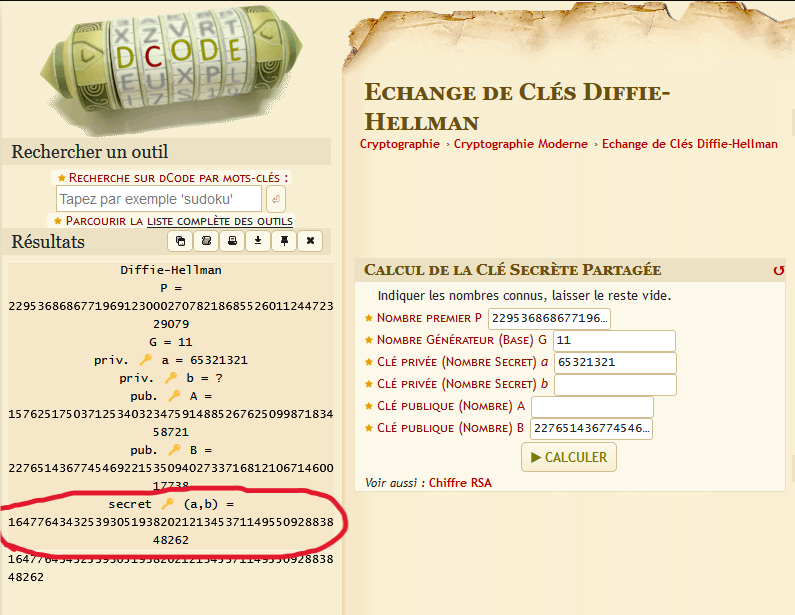 DCODE
Rechercher un outil
Recherche sur dCode par mots-clés :
Tapez par exemple 'sudoku'
Parcourir la liste complète des outils
Résultats
Diffie-Hellman
P =
229536868677196912300027078218685526011244723
29079
G = 11
priv. a = 65321321
priv. b = ?
pub. A =
157625175037125340323475914885267625099871834
58721
pub. B =
227651436774546922153509402733716812106714600
17738
secret (a,b) =
164776434325393051938202121345371149550928838
48262
164776434325393051938202121345371149550928838
48262
Echange de Clés Diffie-
Hellman
Cryptographie › Cryptographie Moderne › Echange de Clés Diffie-Hellman
Calcul de la Clé Secrète Partagée
Indiquer les nombres connus, laisser le reste vide.
Nombre premier P 229536868677196…
Nombre Générateur (Base) G 11
Clé privée (Nombre Secret) a 65321321
Clé privée (Nombre Secret) b
Clé publique (Nombre) A
Clé publique (Nombre) B 227651436774546…
CALCULER
Voir aussi : Chiffre RSA